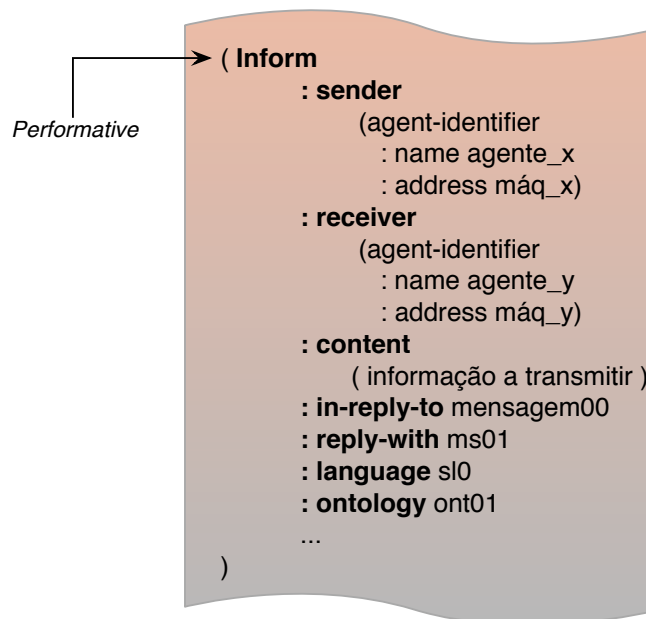 ( Inform
Performative
: sender
(agent-identifier
: name agente_x
: address máq_x)
: receiver
(agent-identifier
: name agente_y
: address máq_y)
: content
( informação a transmitir )
: in-reply-to mensagem00
: reply-with ms01
: language sl0
: ontology ont01
...
)